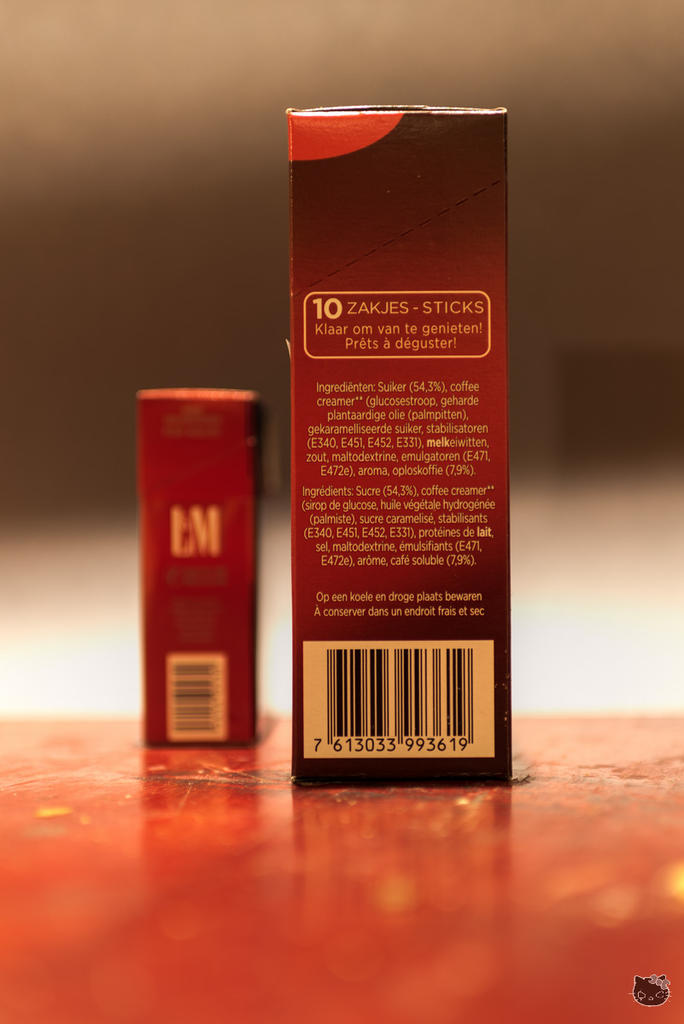 10 ZAKJES - STICKS
Klaar om van te genieten!
Prêts à déguster!
Ingrediënten: Suiker (54,3%), coffee
creamer** (glucosestroop, geharde
plantaardige olie (palmpitten),
gekaramelliseerde suiker, stabilisatoren
(E340, E451, E452, E331), melkeiwitten,
zout, maltodextrine, emulgatoren (E471,
E472e), aroma, oploskoffie (7,9%).
Ingrédients: Sucre (54,3%), coffee creamer**
(sirop de glucose, huile végétale hydrogénée
(palmiste), sucre caramelisé, stabilisants
(E340, E451, E452, E331), protéines de lait,
sel, maltodextrine, émulsifiants (E471,
E472e), arôme, café soluble (7,9%).
Op een koele en droge plaats bewaren
À conserver dans un endroit frais et sec
7 613033 993619
L&M